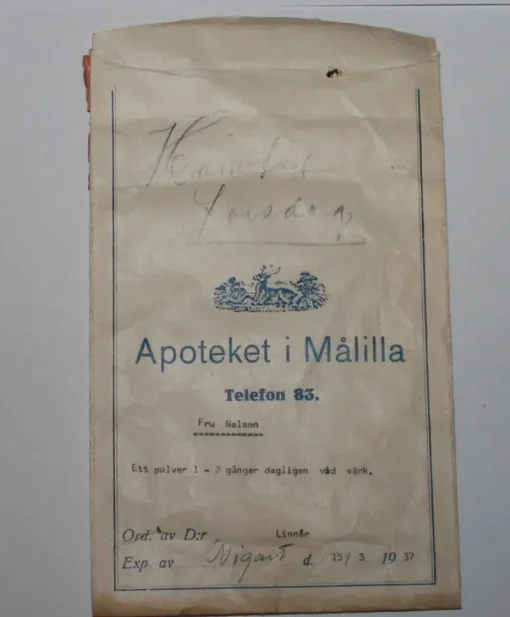 Torsdag
Apoteket i Målilla
Telefon 83.
Fru Nelson
Ett pulver 1 - 2 gånger dagligen vid värk.
Ord. av D:r Linnér
Exp. av d. 15/ 3 19 37